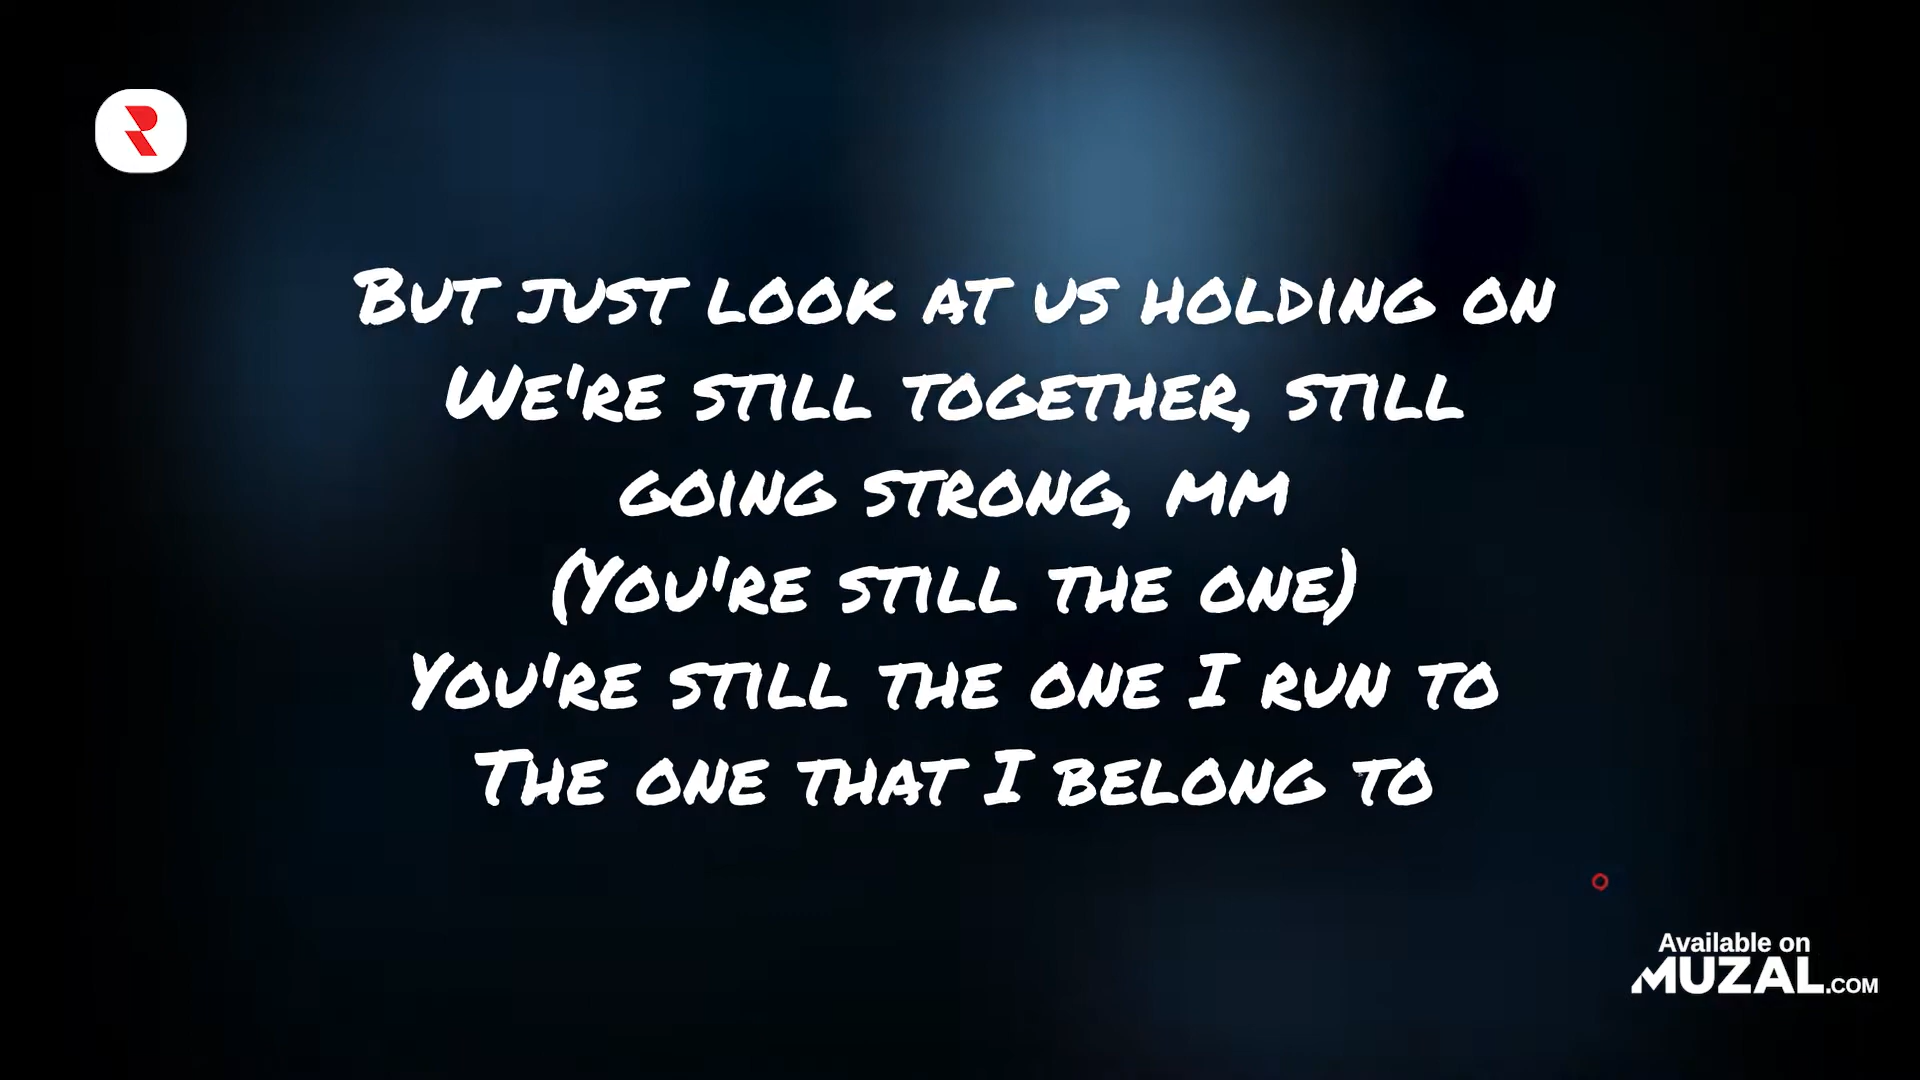 But just look at us holding on
We're still together, still
going strong, mm
(You're still the one)
You're still the one I run to
The one that I belong to
Available on
MUZAL.COM